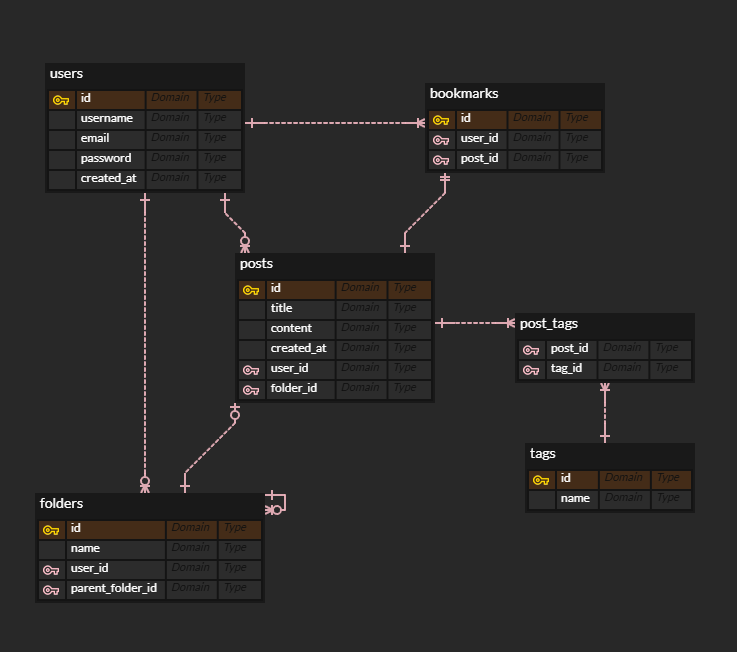 users
id Domain Type
username Domain Type
email Domain Type
password Domain Type
created_at Domain Type
bookmarks
id Domain Type
user_id Domain Type
post_id Domain Type
posts
id Domain Type
title Domain Type
content Domain Type
created_at Domain Type
user_id Domain Type
folder_id Domain Type
post_tags
post_id Domain Type
tag_id Domain Type
tags
id Domain Type
name Domain Type
folders
id Domain Type
name Domain Type
user_id Domain Type
parent_folder_id Domain Type